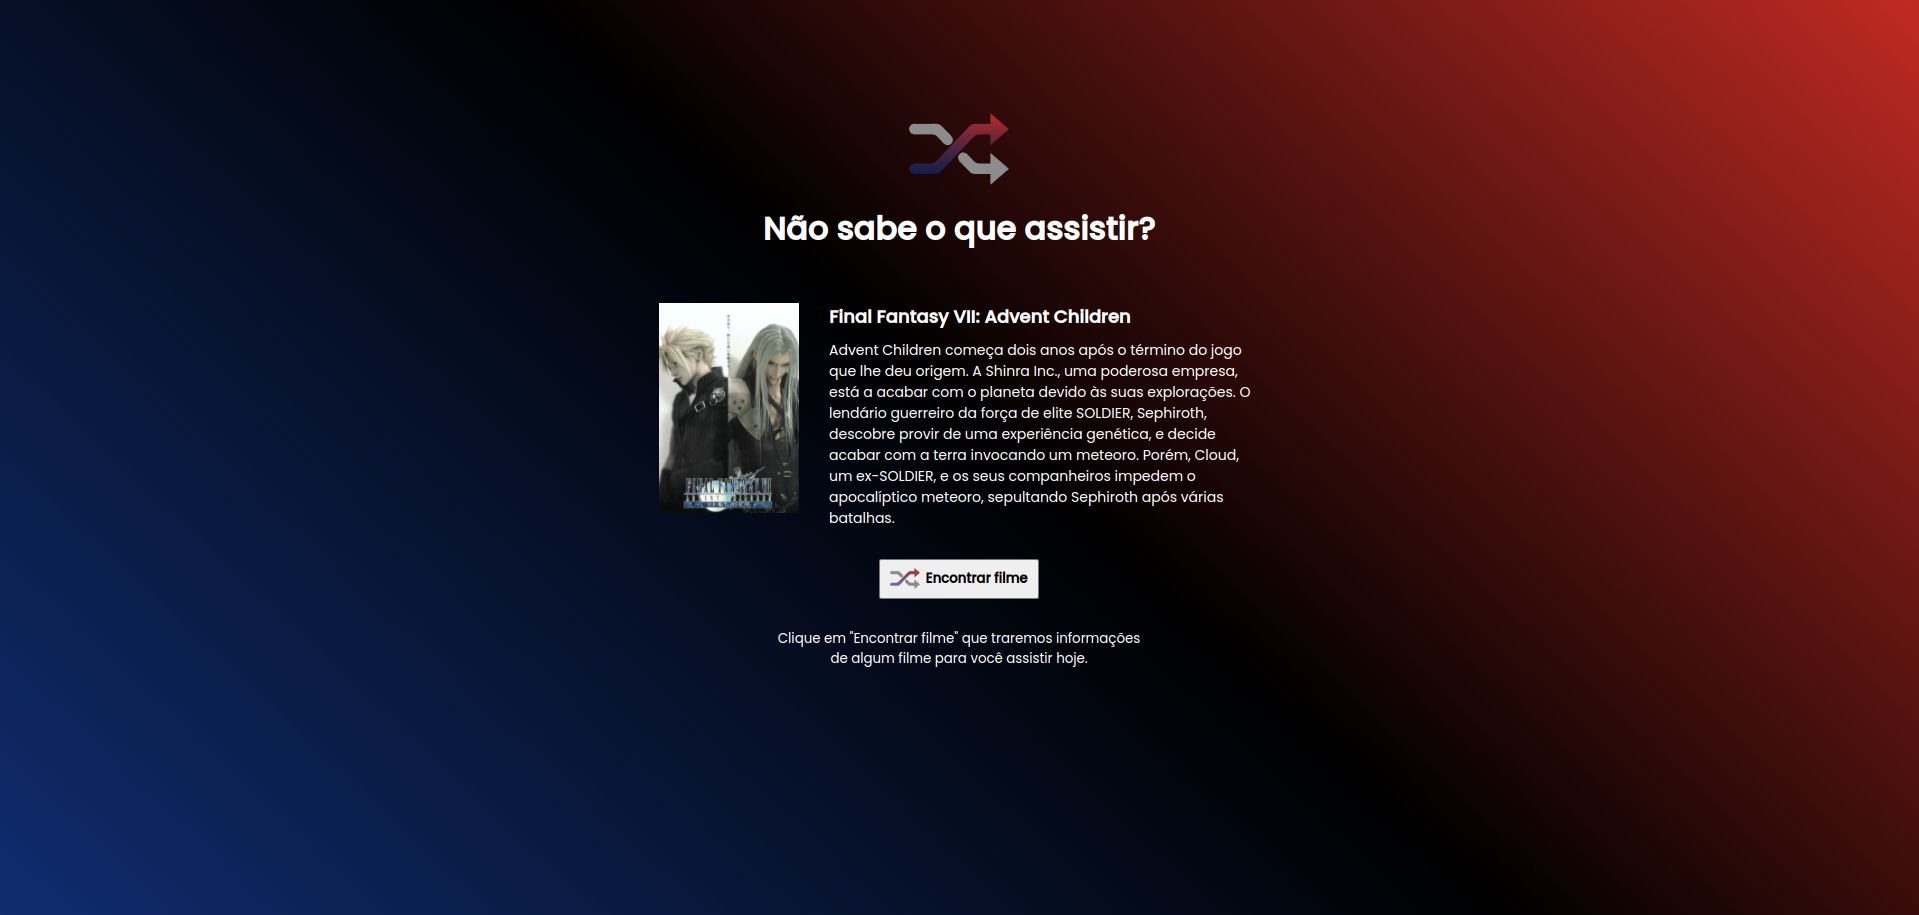 Não sabe o que assistir?
Final Fantasy VII: Advent Children
Advent Children começa dois anos após o término do jogo
que lhe deu origem. A Shinra Inc., uma poderosa empresa,
está a acabar com o planeta devido às suas explorações. O
lendário guerreiro da força de elite SOLDIER, Sephiroth,
descobre provir de uma experiência genética, e decide
acabar com a terra invocando um meteoro. Porém, Cloud,
um ex-SOLDIER, e os seus companheiros impedem o
apocalíptico meteoro, sepultando Sephiroth após várias
batalhas.
FINAL FANTASY VII
Encontrar filme
Clique em "Encontrar filme" que traremos informações
de algum filme para você assistir hoje.